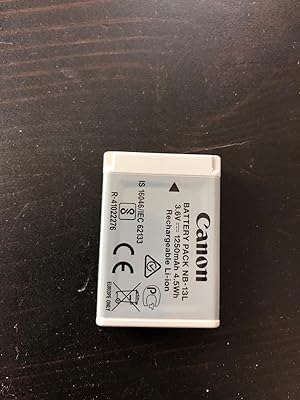 Canon
BATTERY PACK NB-13L
3.6V 1250mAh 4.5Wh
Rechargeable Li-ion
IS 16046/IEC 62133
R-41022276
EUROPE ONLY